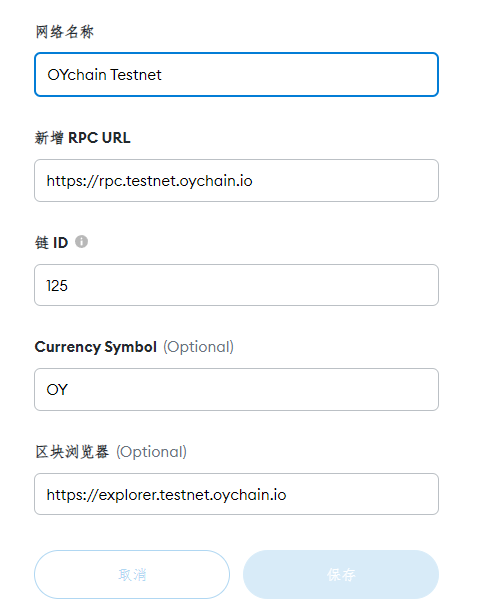 网络名称
OYchain Testnet
新增 RPC URL
https://rpc.testnet.oychain.io
链 ID
125
Currency Symbol (Optional)
OY
区块浏览器 (Optional)
https://explorer.testnet.oychain.io
取消 保存